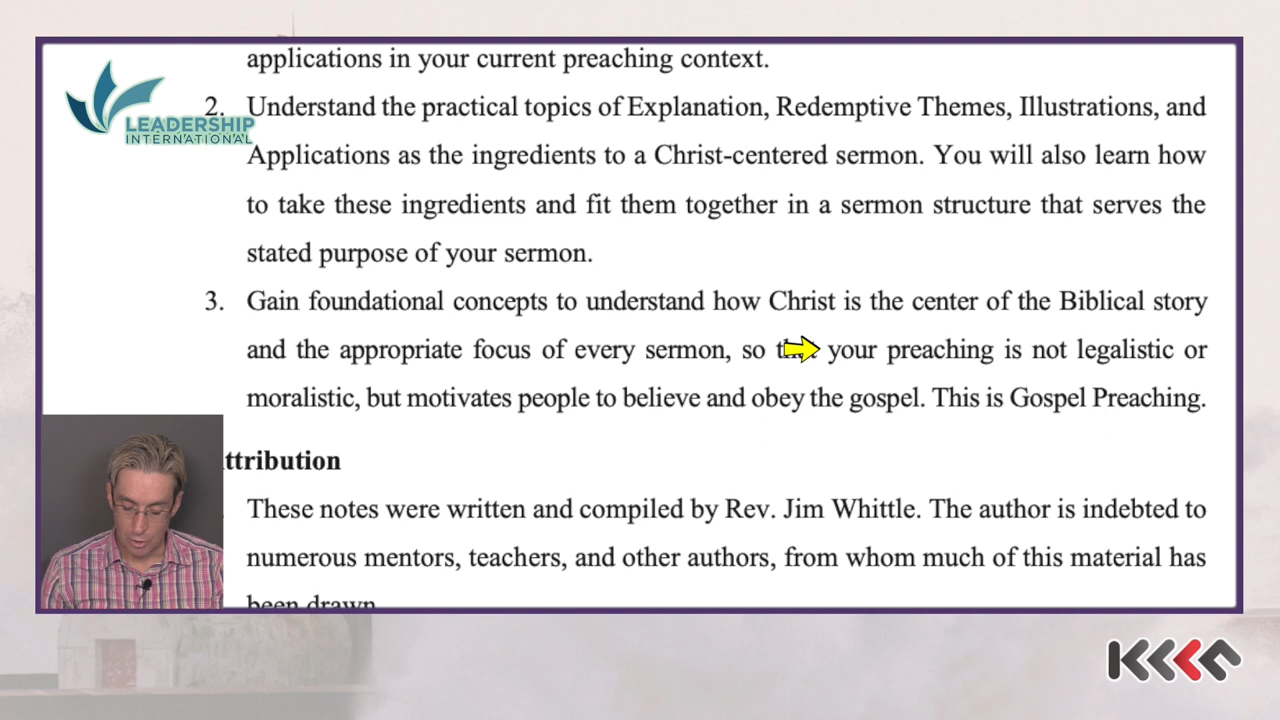 applications in your current preaching context.
LEADERSHIP
INTERNATIONAL
2. Understand the practical topics of Explanation, Redemptive Themes, Illustrations, and
Applications as the ingredients to a Christ-centered sermon. You will also learn how
to take these ingredients and fit them together in a sermon structure that serves the
stated purpose of your sermon.
3. Gain foundational concepts to understand how Christ is the center of the Biblical story
and the appropriate focus of every sermon, so your preaching is not legalistic or
moralistic, but motivates people to believe and obey the gospel. This is Gospel Preaching.
ttribution
These notes were written and compiled by Rev. Jim Whittle. The author is indebted to
numerous mentors, teachers, and other authors, from whom much of this material has
been drawn